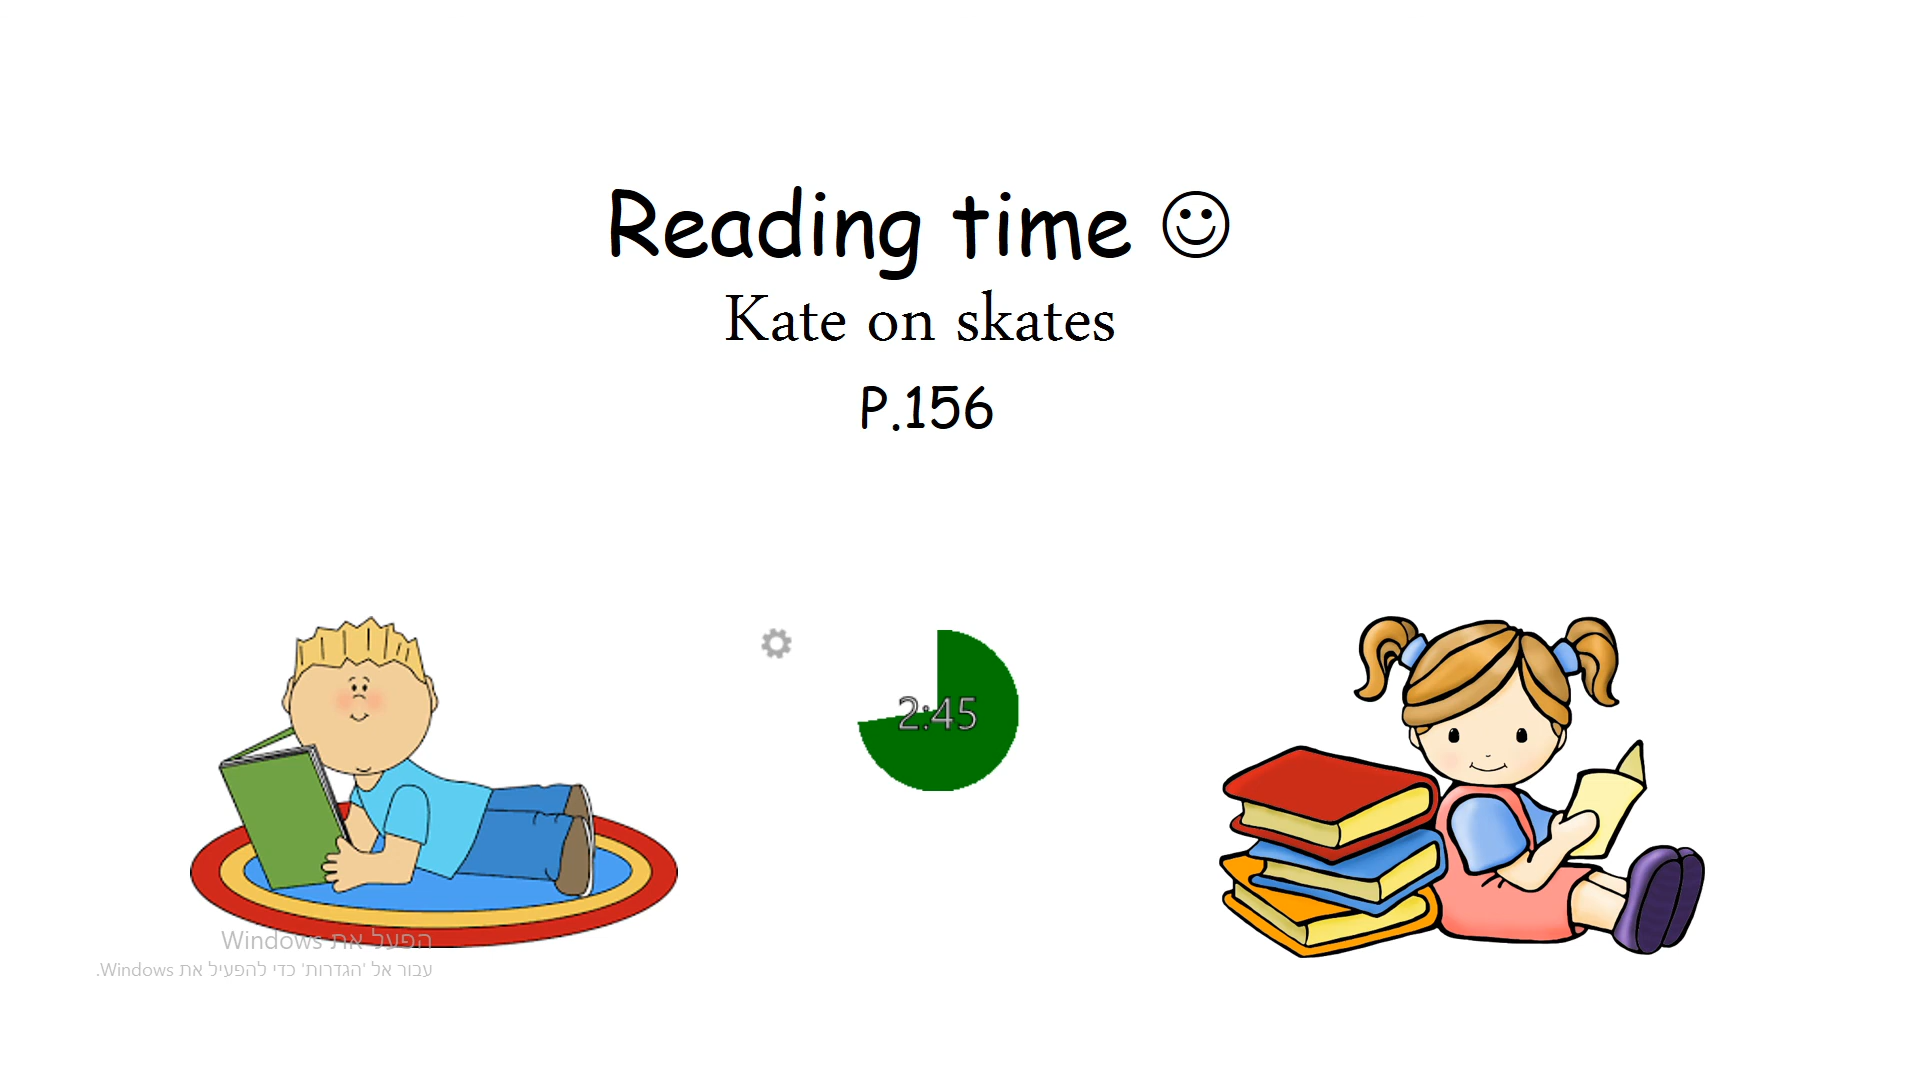 Reading time ☺
Kate on skates
P.156
2:45
הפעל את Windows
עבור אל 'הגדרות' כדי להפעיל את Windows.